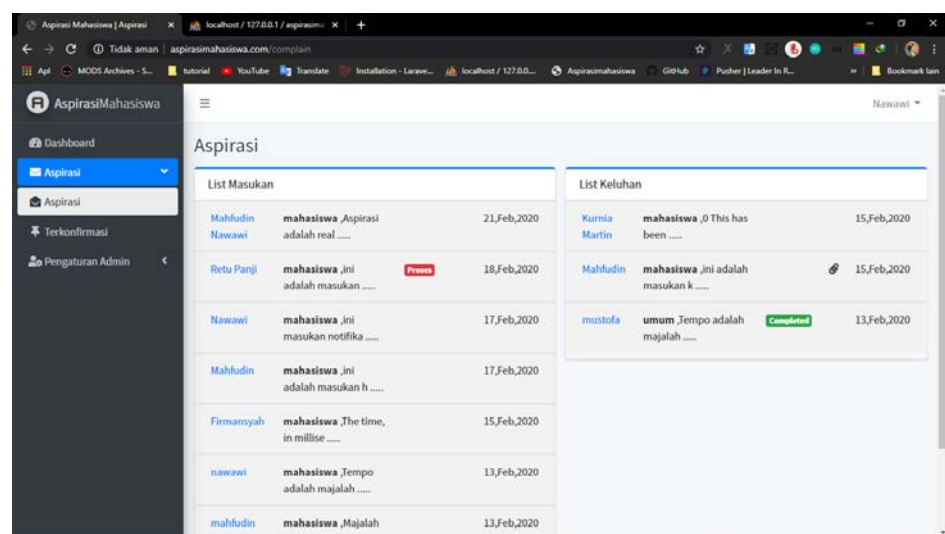 Aspirasi Mahasiswa | Aspirasi
localhost / 127.0.0.1 / aspirasima
Tidak aman
aspirasimahasiswa.com/complain
Apl
MODS Archives - S...
tutorial
YouTube
Translate
Installation - Larave...
localhost / 127.0.0...
Aspirasimahasiswa
GitHub
Pusher | Leader In R...
Bookmark lain
AspirasiMahasiswa
Nawawi
Dashboard
Aspirasi
Aspirasi
Terkonfirmasi
Pengaturan Admin
Aspirasi
List Masukan
Mahfudin Nawawi
mahasiswa ,Aspirasi
adalah real .....
21,Feb,2020
Retu Panji
mahasiswa ,ini
adalah masukan .....
Proses
18,Feb,2020
Nawawi
mahasiswa ,ini
masukan notifika .....
17,Feb,2020
Mahfudin
mahasiswa ,ini
adalah masukan h .....
17,Feb,2020
Firmansyah
mahasiswa ,The time,
in millise .....
15,Feb,2020
nawawi
mahasiswa ,Tempo
adalah majalah .....
13,Feb,2020
mahfudin
mahasiswa ,Majalah
13,Feb,2020
List Keluhan
Kurnia
Martin
mahasiswa ,0 This has
been .....
15,Feb,2020
Mahfudin
mahasiswa ,ini adalah
masukan k .....
15,Feb,2020
mustofa
umum ,Tempo adalah
majalah .....
Completed
13,Feb,2020